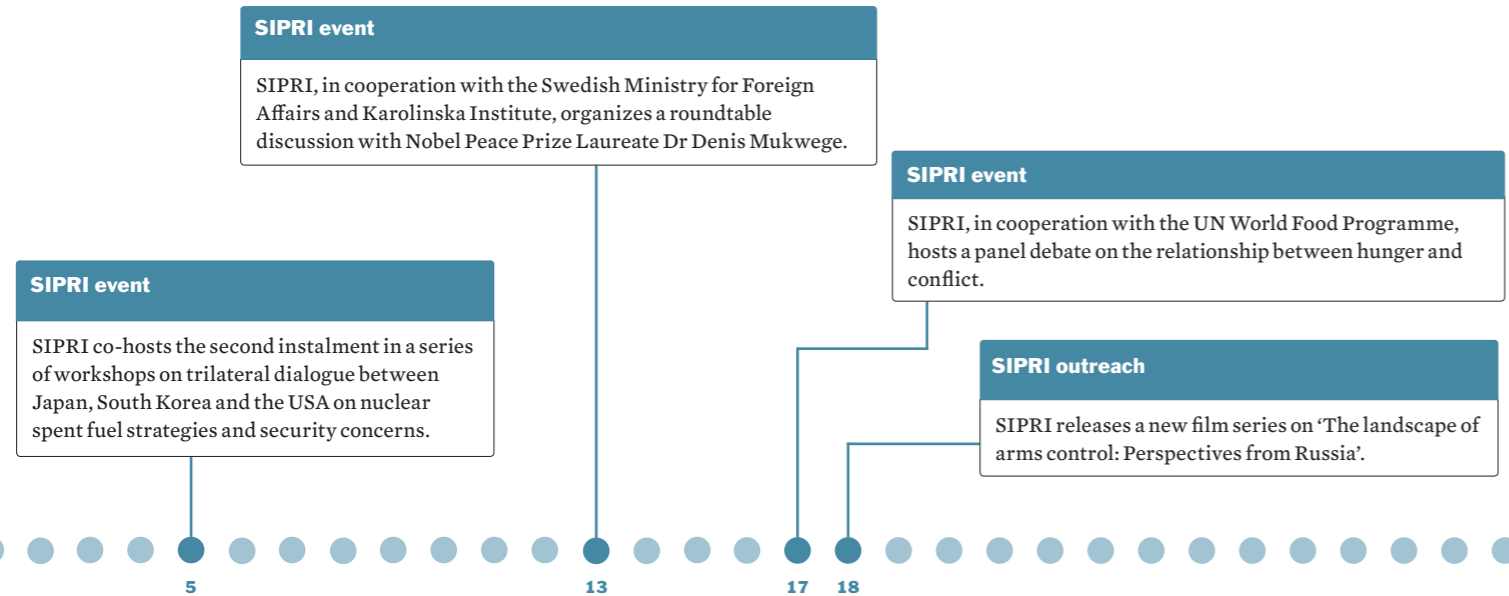 SIPRI event
SIPRI, in cooperation with the Swedish Ministry for Foreign
Affairs and Karolinska Institute, organizes a roundtable
discussion with Nobel Peace Prize Laureate Dr Denis Mukwege.
SIPRI event
SIPRI, in cooperation with the UN World Food Programme,
hosts a panel debate on the relationship between hunger and
conflict.
SIPRI event
SIPRI co-hosts the second instalment in a series
of workshops on trilateral dialogue between
Japan, South Korea and the USA on nuclear
spent fuel strategies and security concerns.
SIPRI outreach
SIPRI releases a new film series on ‘The landscape of
arms control: Perspectives from Russia’.
5
13
17
18